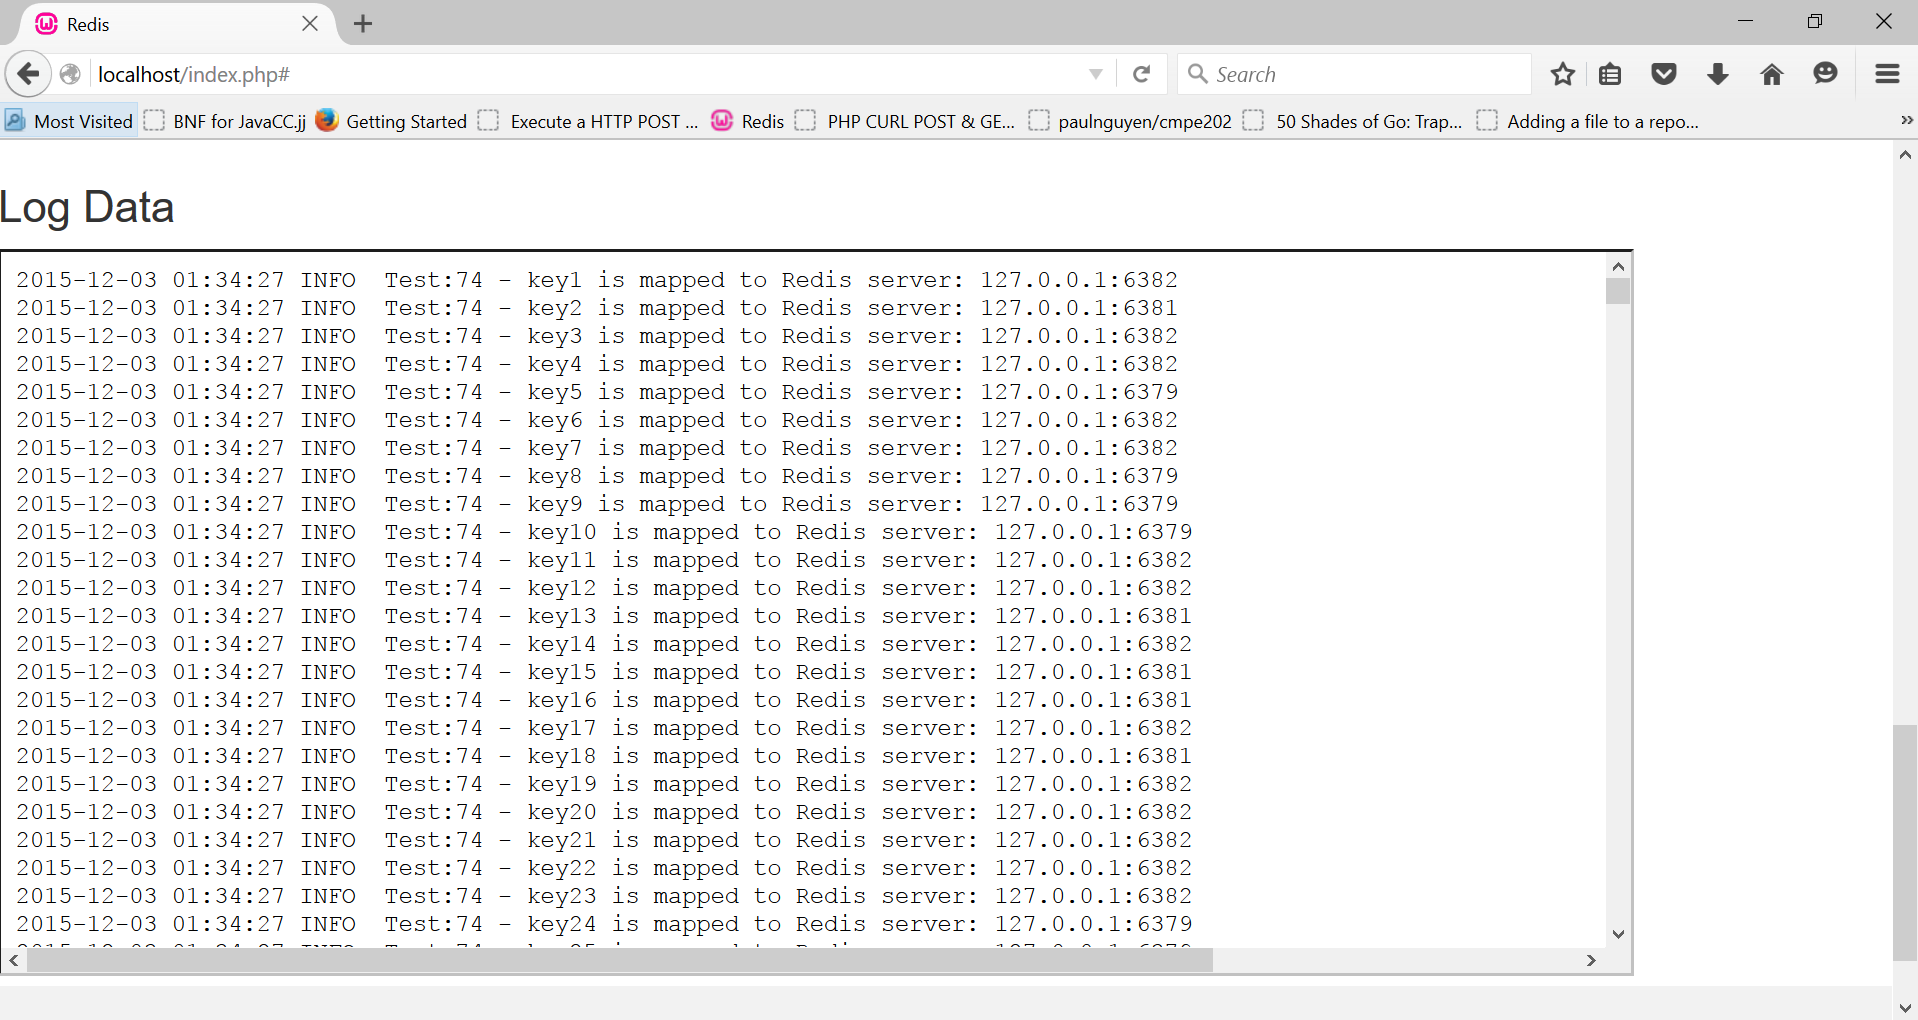 Redis
localhost/index.php#
Search
Most Visited BNF for JavaCC.jj Getting Started Execute a HTTP POST ... Redis PHP CURL POST & GE... paulnguyen/cmpe202 50 Shades of Go: Trap... Adding a file to a repo...
Log Data
2015-12-03 01:34:27 INFO  Test:74 - key1 is mapped to Redis server: 127.0.0.1:6382
2015-12-03 01:34:27 INFO  Test:74 - key2 is mapped to Redis server: 127.0.0.1:6381
2015-12-03 01:34:27 INFO  Test:74 - key3 is mapped to Redis server: 127.0.0.1:6382
2015-12-03 01:34:27 INFO  Test:74 - key4 is mapped to Redis server: 127.0.0.1:6382
2015-12-03 01:34:27 INFO  Test:74 - key5 is mapped to Redis server: 127.0.0.1:6379
2015-12-03 01:34:27 INFO  Test:74 - key6 is mapped to Redis server: 127.0.0.1:6382
2015-12-03 01:34:27 INFO  Test:74 - key7 is mapped to Redis server: 127.0.0.1:6382
2015-12-03 01:34:27 INFO  Test:74 - key8 is mapped to Redis server: 127.0.0.1:6379
2015-12-03 01:34:27 INFO  Test:74 - key9 is mapped to Redis server: 127.0.0.1:6379
2015-12-03 01:34:27 INFO  Test:74 - key10 is mapped to Redis server: 127.0.0.1:6379
2015-12-03 01:34:27 INFO  Test:74 - key11 is mapped to Redis server: 127.0.0.1:6382
2015-12-03 01:34:27 INFO  Test:74 - key12 is mapped to Redis server: 127.0.0.1:6382
2015-12-03 01:34:27 INFO  Test:74 - key13 is mapped to Redis server: 127.0.0.1:6381
2015-12-03 01:34:27 INFO  Test:74 - key14 is mapped to Redis server: 127.0.0.1:6382
2015-12-03 01:34:27 INFO  Test:74 - key15 is mapped to Redis server: 127.0.0.1:6381
2015-12-03 01:34:27 INFO  Test:74 - key16 is mapped to Redis server: 127.0.0.1:6381
2015-12-03 01:34:27 INFO  Test:74 - key17 is mapped to Redis server: 127.0.0.1:6382
2015-12-03 01:34:27 INFO  Test:74 - key18 is mapped to Redis server: 127.0.0.1:6381
2015-12-03 01:34:27 INFO  Test:74 - key19 is mapped to Redis server: 127.0.0.1:6382
2015-12-03 01:34:27 INFO  Test:74 - key20 is mapped to Redis server: 127.0.0.1:6382
2015-12-03 01:34:27 INFO  Test:74 - key21 is mapped to Redis server: 127.0.0.1:6382
2015-12-03 01:34:27 INFO  Test:74 - key22 is mapped to Redis server: 127.0.0.1:6382
2015-12-03 01:34:27 INFO  Test:74 - key23 is mapped to Redis server: 127.0.0.1:6382
2015-12-03 01:34:27 INFO  Test:74 - key24 is mapped to Redis server: 127.0.0.1:6379